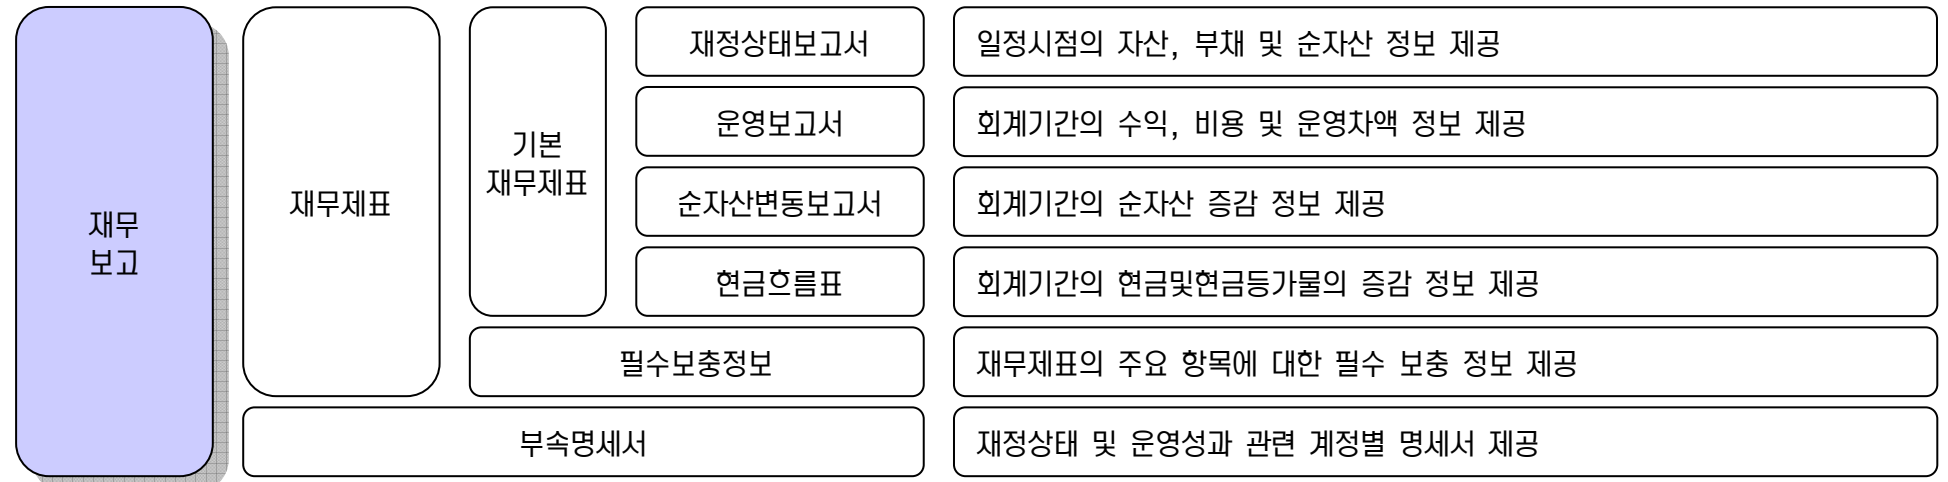 재무
보고
재무제표
기본
재무제표
재정상태보고서
일정시점의 자산, 부채 및 순자산 정보 제공
운영보고서
회계기간의 수익, 비용 및 운영차액 정보 제공
순자산변동보고서
회계기간의 순자산 증감 정보 제공
현금흐름표
회계기간의 현금및현금등가물의 증감 정보 제공
필수보충정보
재무제표의 주요 항목에 대한 필수 보충 정보 제공
부속명세서
재정상태 및 운영성과 관련 계정별 명세서 제공